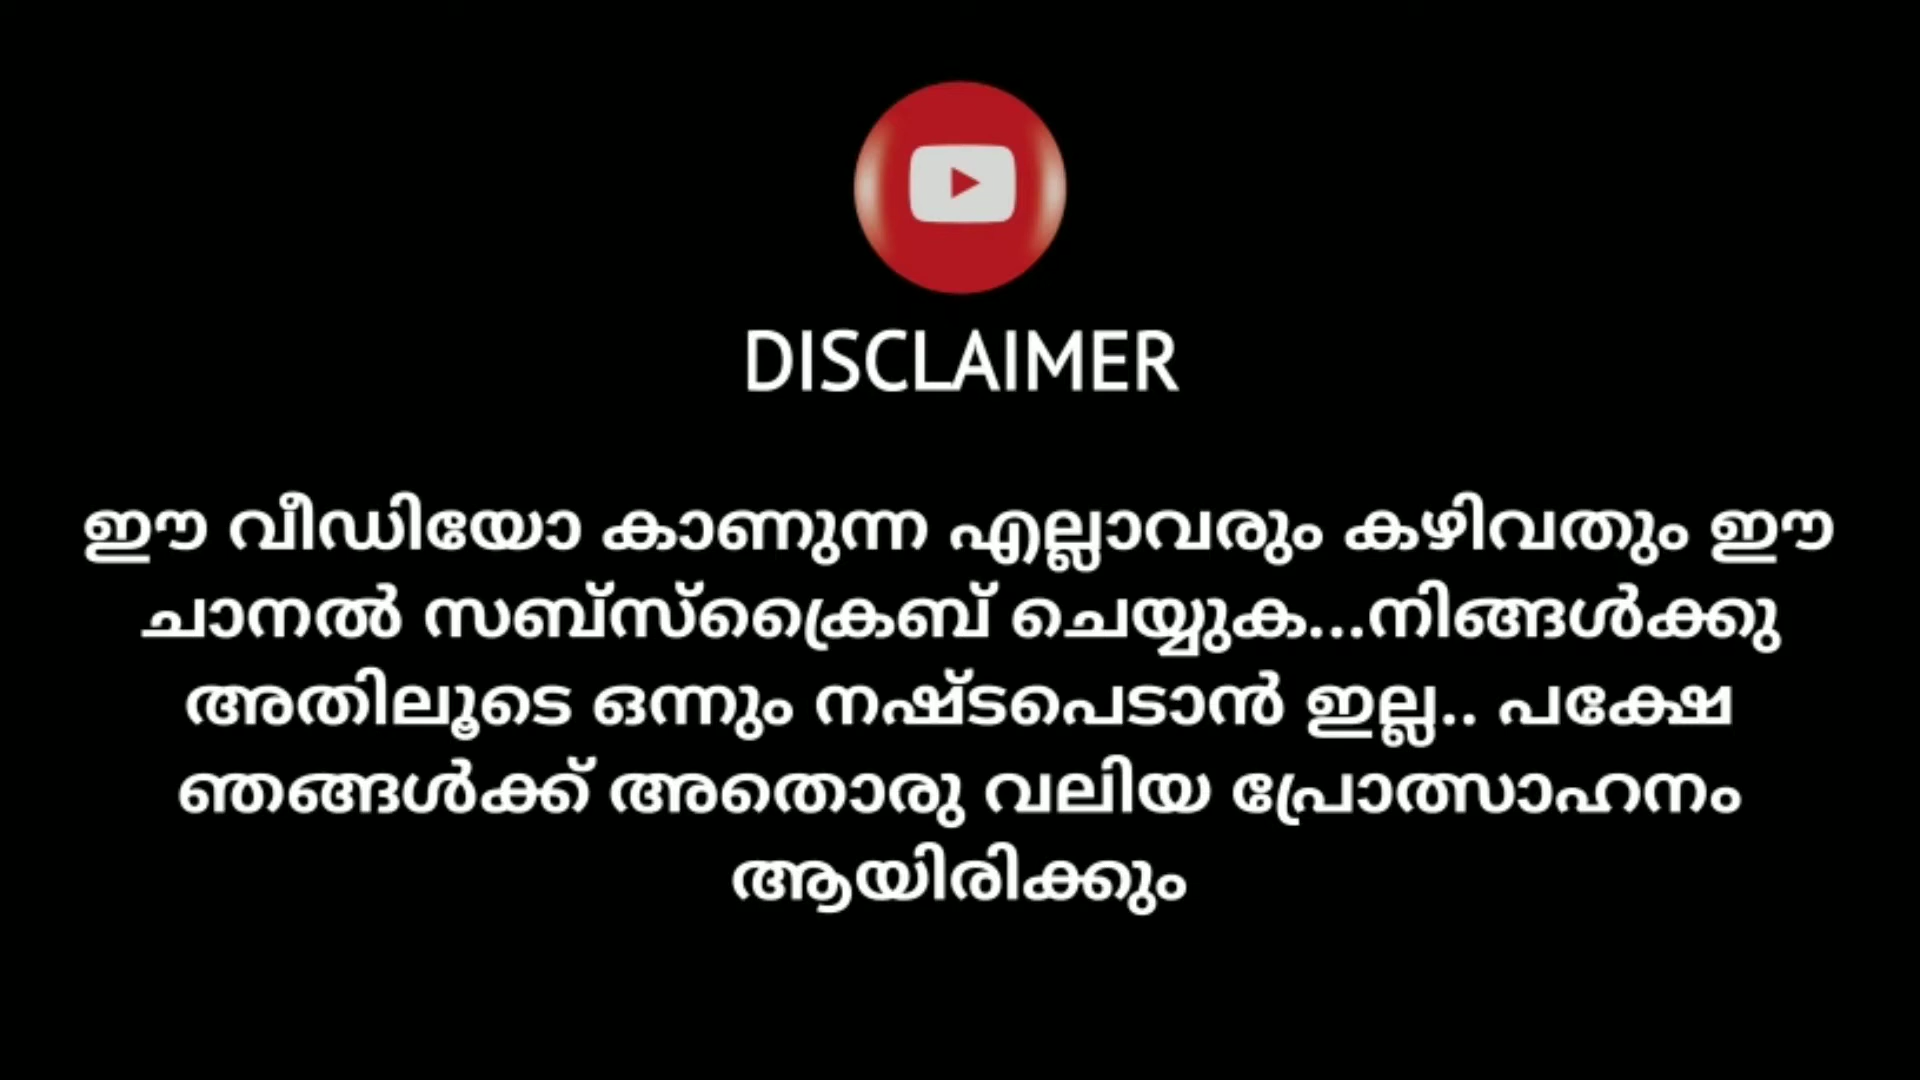 DISCLAIMER
ഈ വീഡിയോ കാണുന്ന എല്ലാവരും കഴിവതും ഈ
ചാനൽ സബ്സ്ക്രൈബ് ചെയ്യുക...നിങ്ങൾക്കു
അതിലൂടെ ഒന്നും നഷ്ടപെടാൻ ഇല്ല.. പക്ഷേ
ഞങ്ങൾക്ക് അതൊരു വലിയ പ്രോത്സാഹനം
ആയിരിക്കും